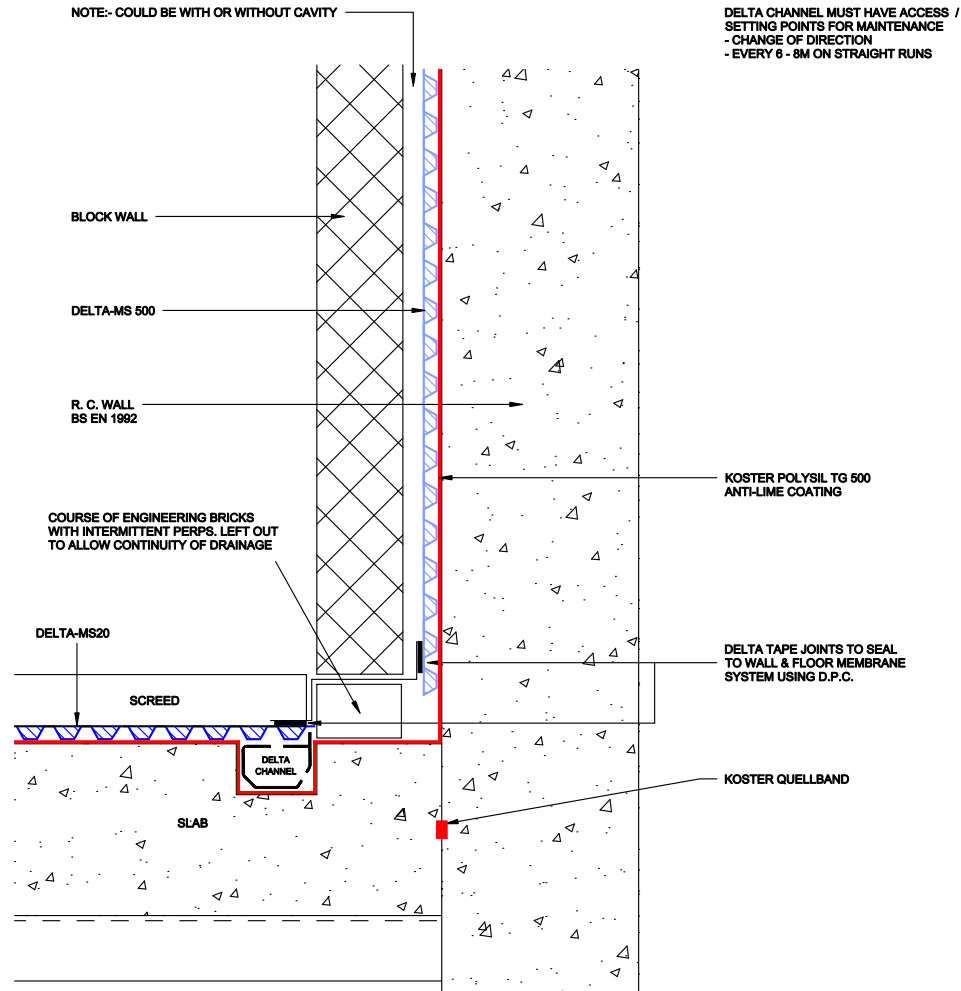 NOTE:- COULD BE WITH OR WITHOUT CAVITY
DELTA CHANNEL MUST HAVE ACCESS /
SETTING POINTS FOR MAINTENANCE
- CHANGE OF DIRECTION
- EVERY 6 - 8M ON STRAIGHT RUNS
BLOCK WALL
DELTA-MS 500
R. C. WALL
BS EN 1992
KOSTER POLYSIL TG 500
ANTI-LIME COATING
COURSE OF ENGINEERING BRICKS
WITH INTERMITTENT PERPS. LEFT OUT
TO ALLOW CONTINUITY OF DRAINAGE
DELTA-MS20
DELTA TAPE JOINTS TO SEAL
TO WALL & FLOOR MEMBRANE
SYSTEM USING D.P.C.
SCREED
DELTA
CHANNEL
KOSTER QUELLBAND
SLAB